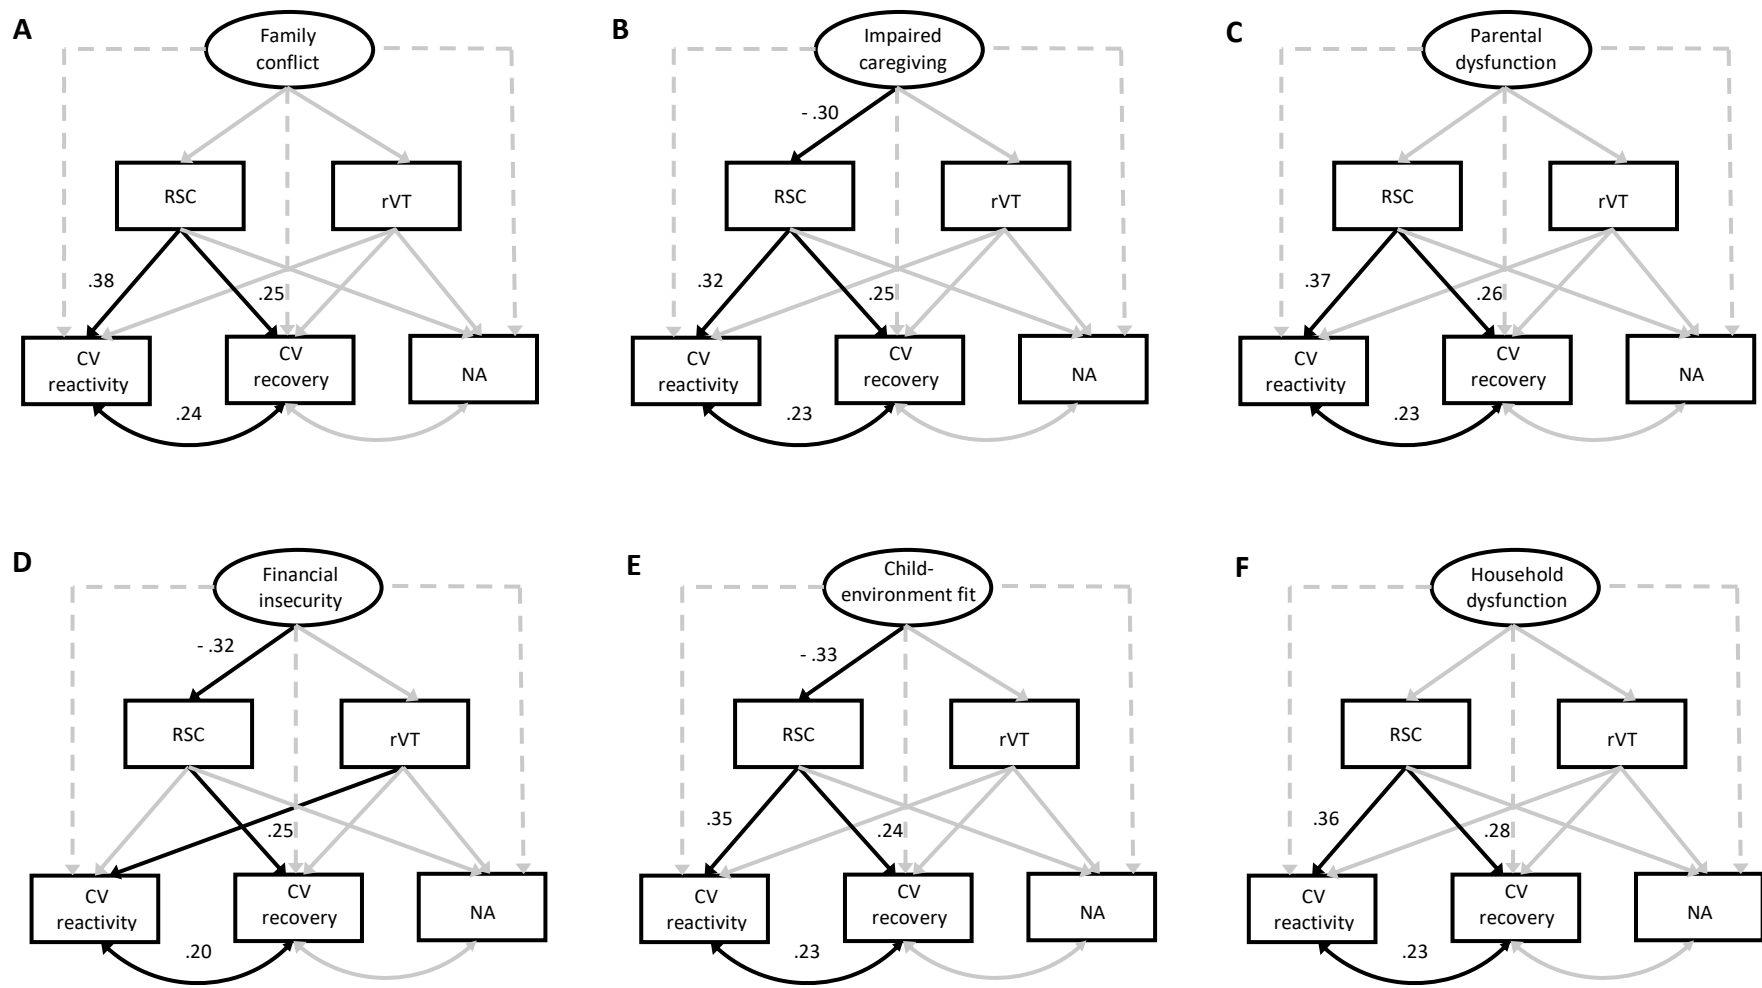 A
Family
conflict
RSC
rVT
.38
.25
CV
reactivity
CV
recovery
NA
.24
B
Impaired
caregiving
- .30
RSC
rVT
.32
.25
CV
reactivity
CV
recovery
NA
.23
C
Parental
dysfunction
RSC
rVT
.37
.26
CV
reactivity
CV
recovery
NA
.23
D
Financial
insecurity
- .32
RSC
rVT
.25
CV
reactivity
CV
recovery
NA
.20
E
Child-
environment fit
- .33
RSC
rVT
.35
.24
CV
reactivity
CV
recovery
NA
.23
F
Household
dysfunction
RSC
rVT
.36
.28
CV
reactivity
CV
recovery
NA
.23